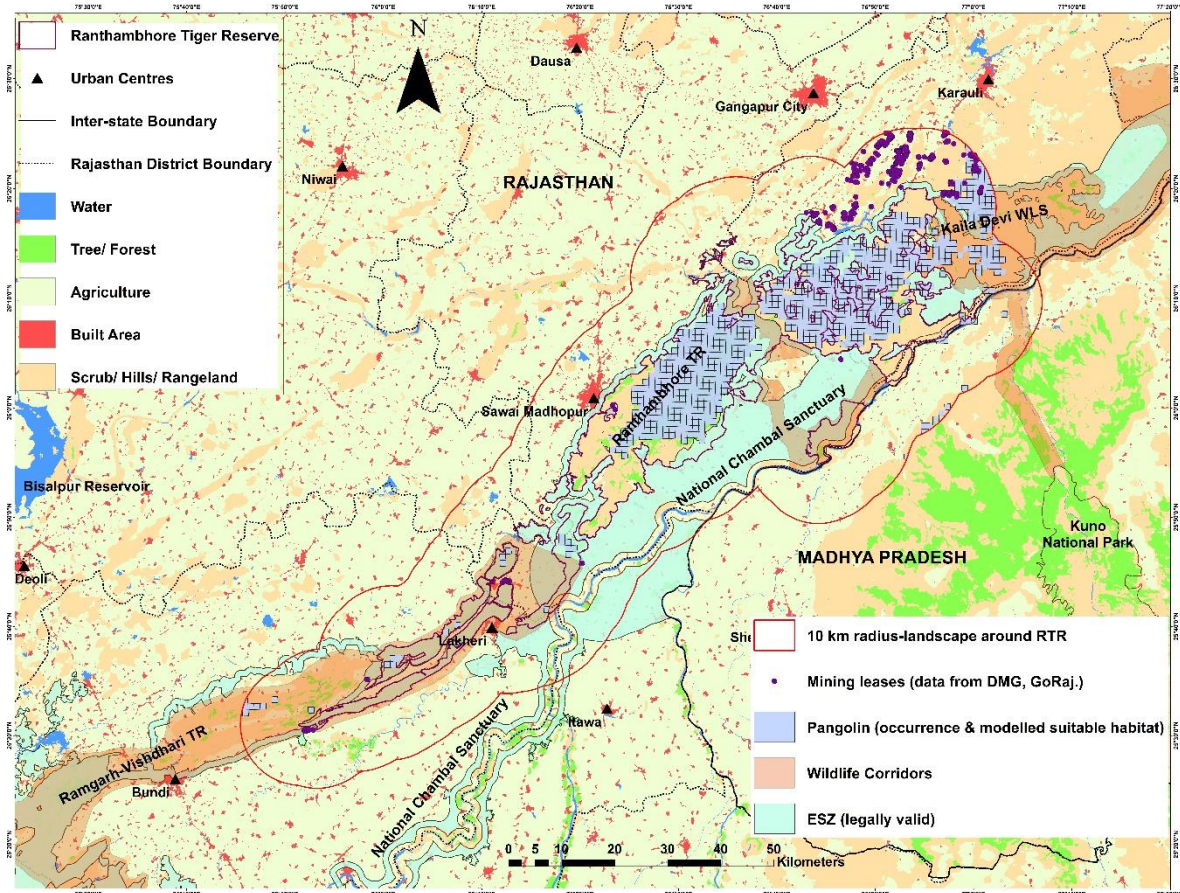 Ranthambhore Tiger Reserve
Urban Centres
Inter-state Boundary
Rajasthan District Boundary
Water
Tree/ Forest
Agriculture
Built Area
Scrub/ Hills/ Rangeland
N
Dausa
Gangapur City
Karauli
Niwai
RAJASTHAN
Kaila Devi WLS
Ranthambhore TR
Sawai Madhopur
National Chambal Sanctuary
Bisalpur Reservoir
Kuno
National Park
MADHYA PRADESH
Deoli
Lakheri
She
Itawa
Ramgarh-Vishdhari TR
Bundi
National Chambal Sanctuary
10 km radius-landscape around RTR
Mining leases (data from DMG, GoRaj.)
Pangolin (occurrence & modelled suitable habitat)
Wildlife Corridors
ESZ (legally valid)
0 5 10 20 30 40 50
Kilometers